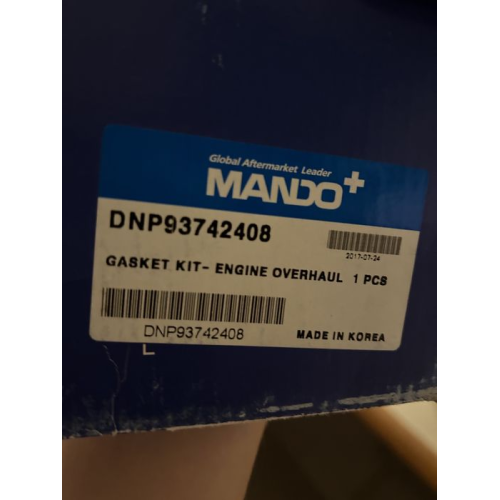 Global Aftermarket Leader
MANDO+
DNP93742408
2017-07-24
GASKET KIT- ENGINE OVERHAUL 1 PCS
DNP93742408
MADE IN KOREA
L